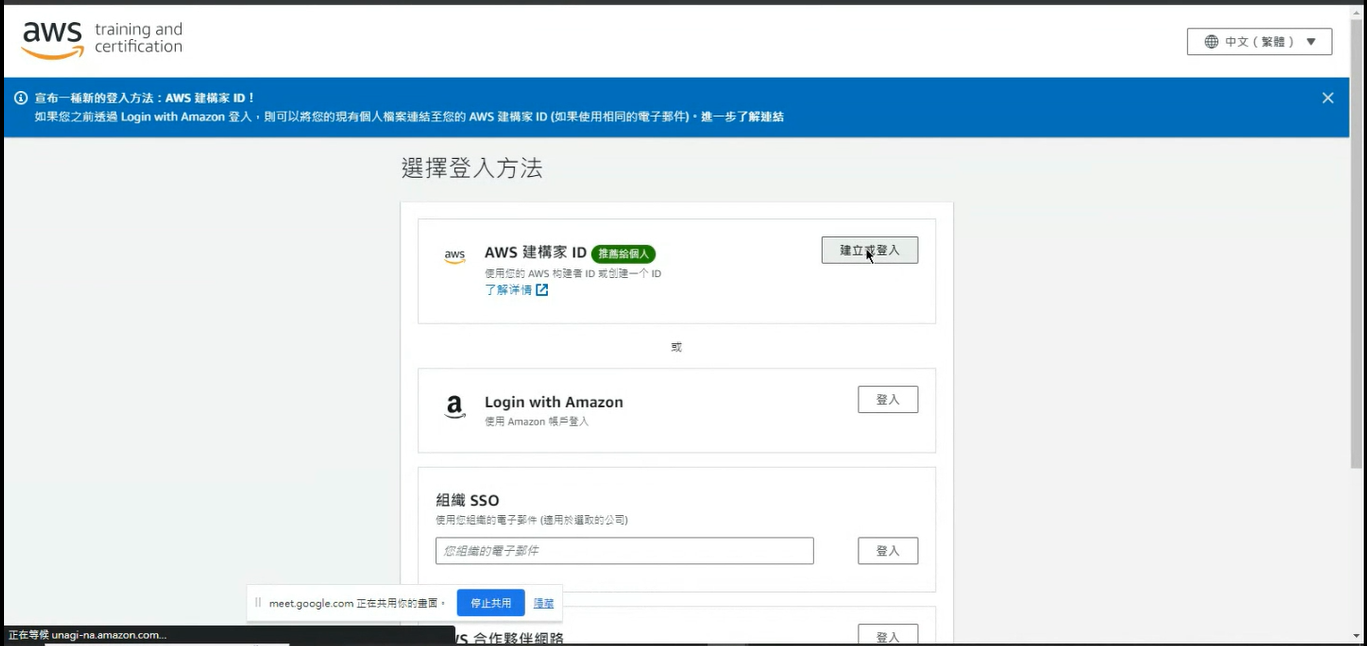 aws training and certification
中文 ( 繁體 ) ▼
宣布一種新的登入方法：AWS 建構家 ID！
如果您之前透過 Login with Amazon 登入，則可以將您的現有個人檔案連結至您的 AWS 建構家 ID (如果使用相同的電子郵件)。進一步了解連結
選擇登入方法
aws
AWS 建構家 ID 推薦給個人
建立或登入
使用您的 AWS 构建者 ID 或创建一个 ID
了解详情
或
a
Login with Amazon
登入
使用 Amazon 帳戶登入
組織 SSO
使用您組織的電子郵件 (適用於選取的公司)
您組織的電子郵件
登入
meet.google.com 正在共用你的畫面。
停止共用
隱藏
正在等候 unagi-na.amazon.com...
合作夥伴網路
登入